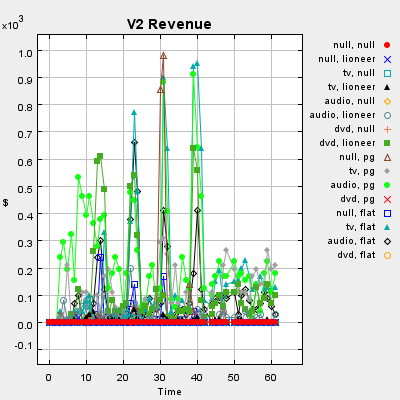 V2 Revenue
x10³
1.0
0.9
0.8
0.7
0.6
0.5
0.4
0.3
0.2
0.1
0.0
-0.1
$
0 10 20 30 40 50 60
Time
null, null
null, lioneer
tv, null
tv, lioneer
audio, null
audio, lioneer
dvd, null
dvd, lioneer
null, pg
tv, pg
audio, pg
dvd, pg
null, flat
tv, flat
audio, flat
dvd, flat